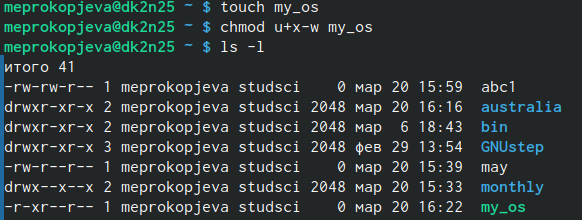 meprokopjeva@dk2n25 ~ $ touch my_os
meprokopjeva@dk2n25 ~ $ chmod u+x-w my_os
meprokopjeva@dk2n25 ~ $ ls -l
итого 41
-rw-rw-r-- 1 meprokopjeva studsci    0 мар 20 15:59 abc1
drwxr-xr-x 2 meprokopjeva studsci 2048 мар 20 16:16 australia
drwxr-xr-x 2 meprokopjeva studsci 2048 мар  6 18:43 bin
drwxr-xr-x 3 meprokopjeva studsci 2048 фев 29 13:54 GNUstep
-rw-r--r-- 1 meprokopjeva studsci    0 мар 20 15:39 may
drwx--x--x 2 meprokopjeva studsci 2048 мар 20 15:33 monthly
-r-xr--r-- 1 meprokopjeva studsci    0 мар 20 16:22 my_os